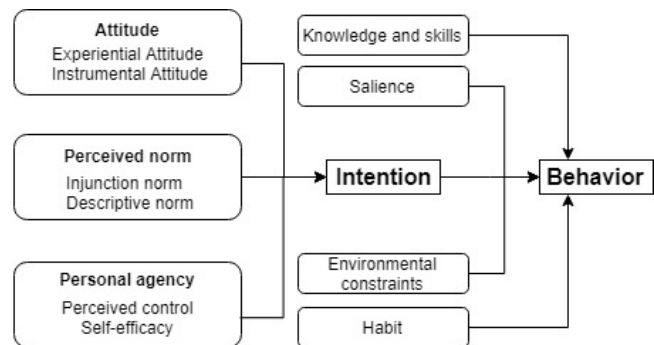 Attitude
Experiential Attitude
Instrumental Attitude
Perceived norm
Injunction norm
Descriptive norm
Personal agency
Perceived control
Self-efficacy
Knowledge and skills
Salience
Intention
Environmental
constraints
Habit
Behavior